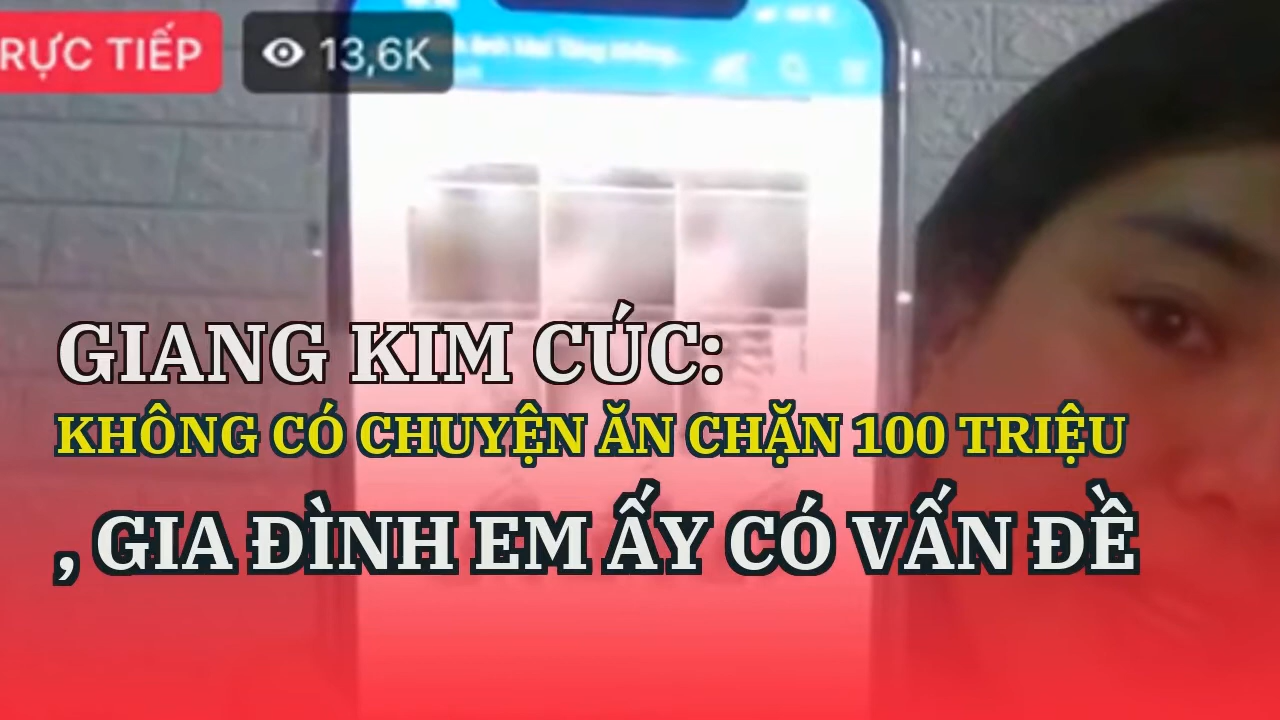 RỰC TIẾP
13,6K
GIANG KIM CÚC:
KHÔNG CÓ CHUYỆN ĂN CHẶN 100 TRIỆU
, GIA ĐÌNH EM ẤY CÓ VẤN ĐỀ